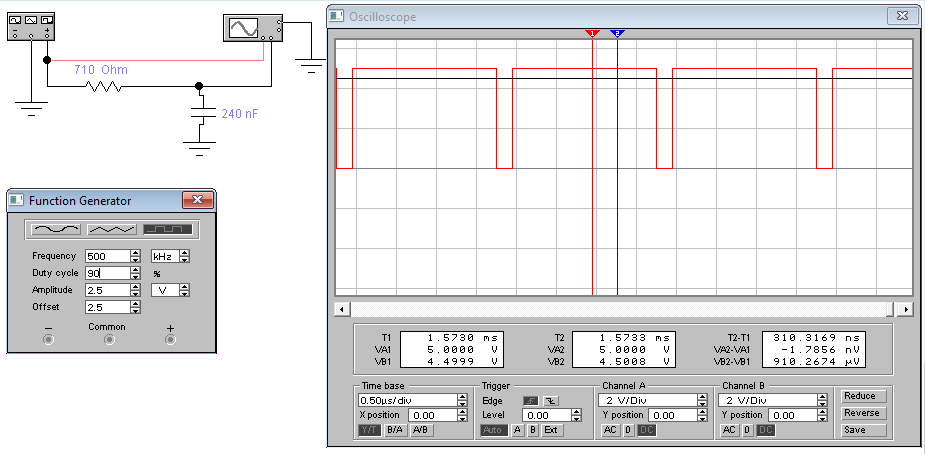 Oscilloscope
1
2
710 Ohm
240 nF
Function Generator
Frequency 500 kHz
Duty cycle 90 %
Amplitude 2.5 V
Offset 2.5
− Common +
T1 1.5730 ms
VA1 5.0000 V
VB1 4.4999 V
T2 1.5733 ms
VA2 5.0000 V
VB2 4.5008 V
T2-T1 310.3169 ns
VA2-VA1 -1.7856 nV
VB2-VB1 910.2674 µV
Time base
0.50µs/div
X position 0.00
Y/T B/A A/B
Trigger
Edge
Level 0.00
Auto A B Ext
Channel A
2 V/Div
Y position 0.00
AC 0 DC
Channel B
2 V/Div
Y position 0.00
AC 0 DC
Reduce
Reverse
Save